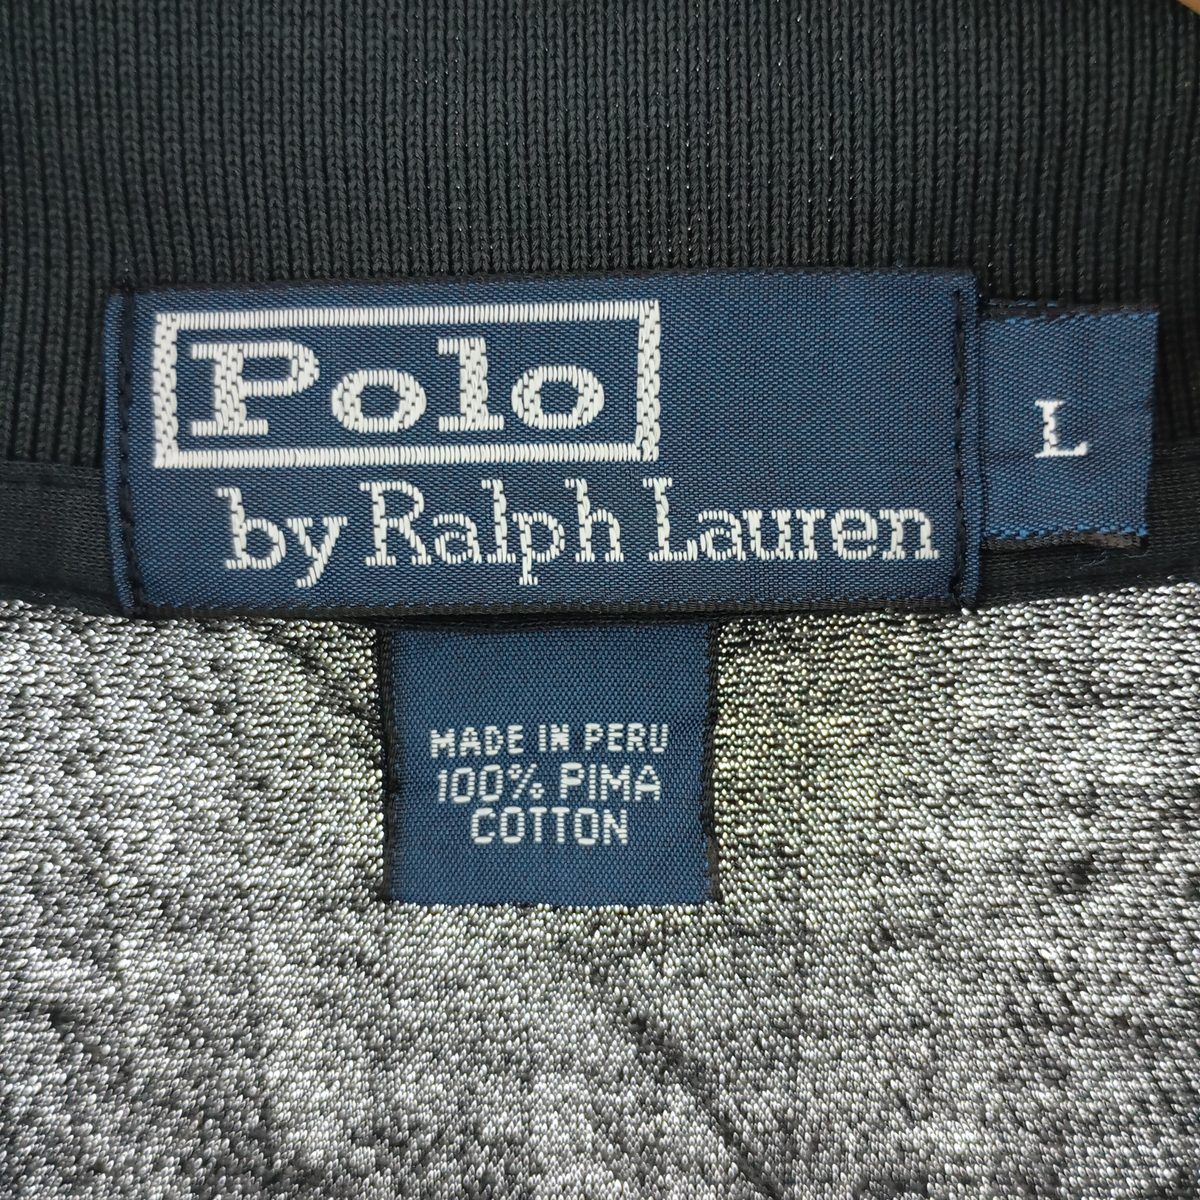 Polo
by Ralph Lauren
L
MADE IN PERU
100% PIMA
COTTON